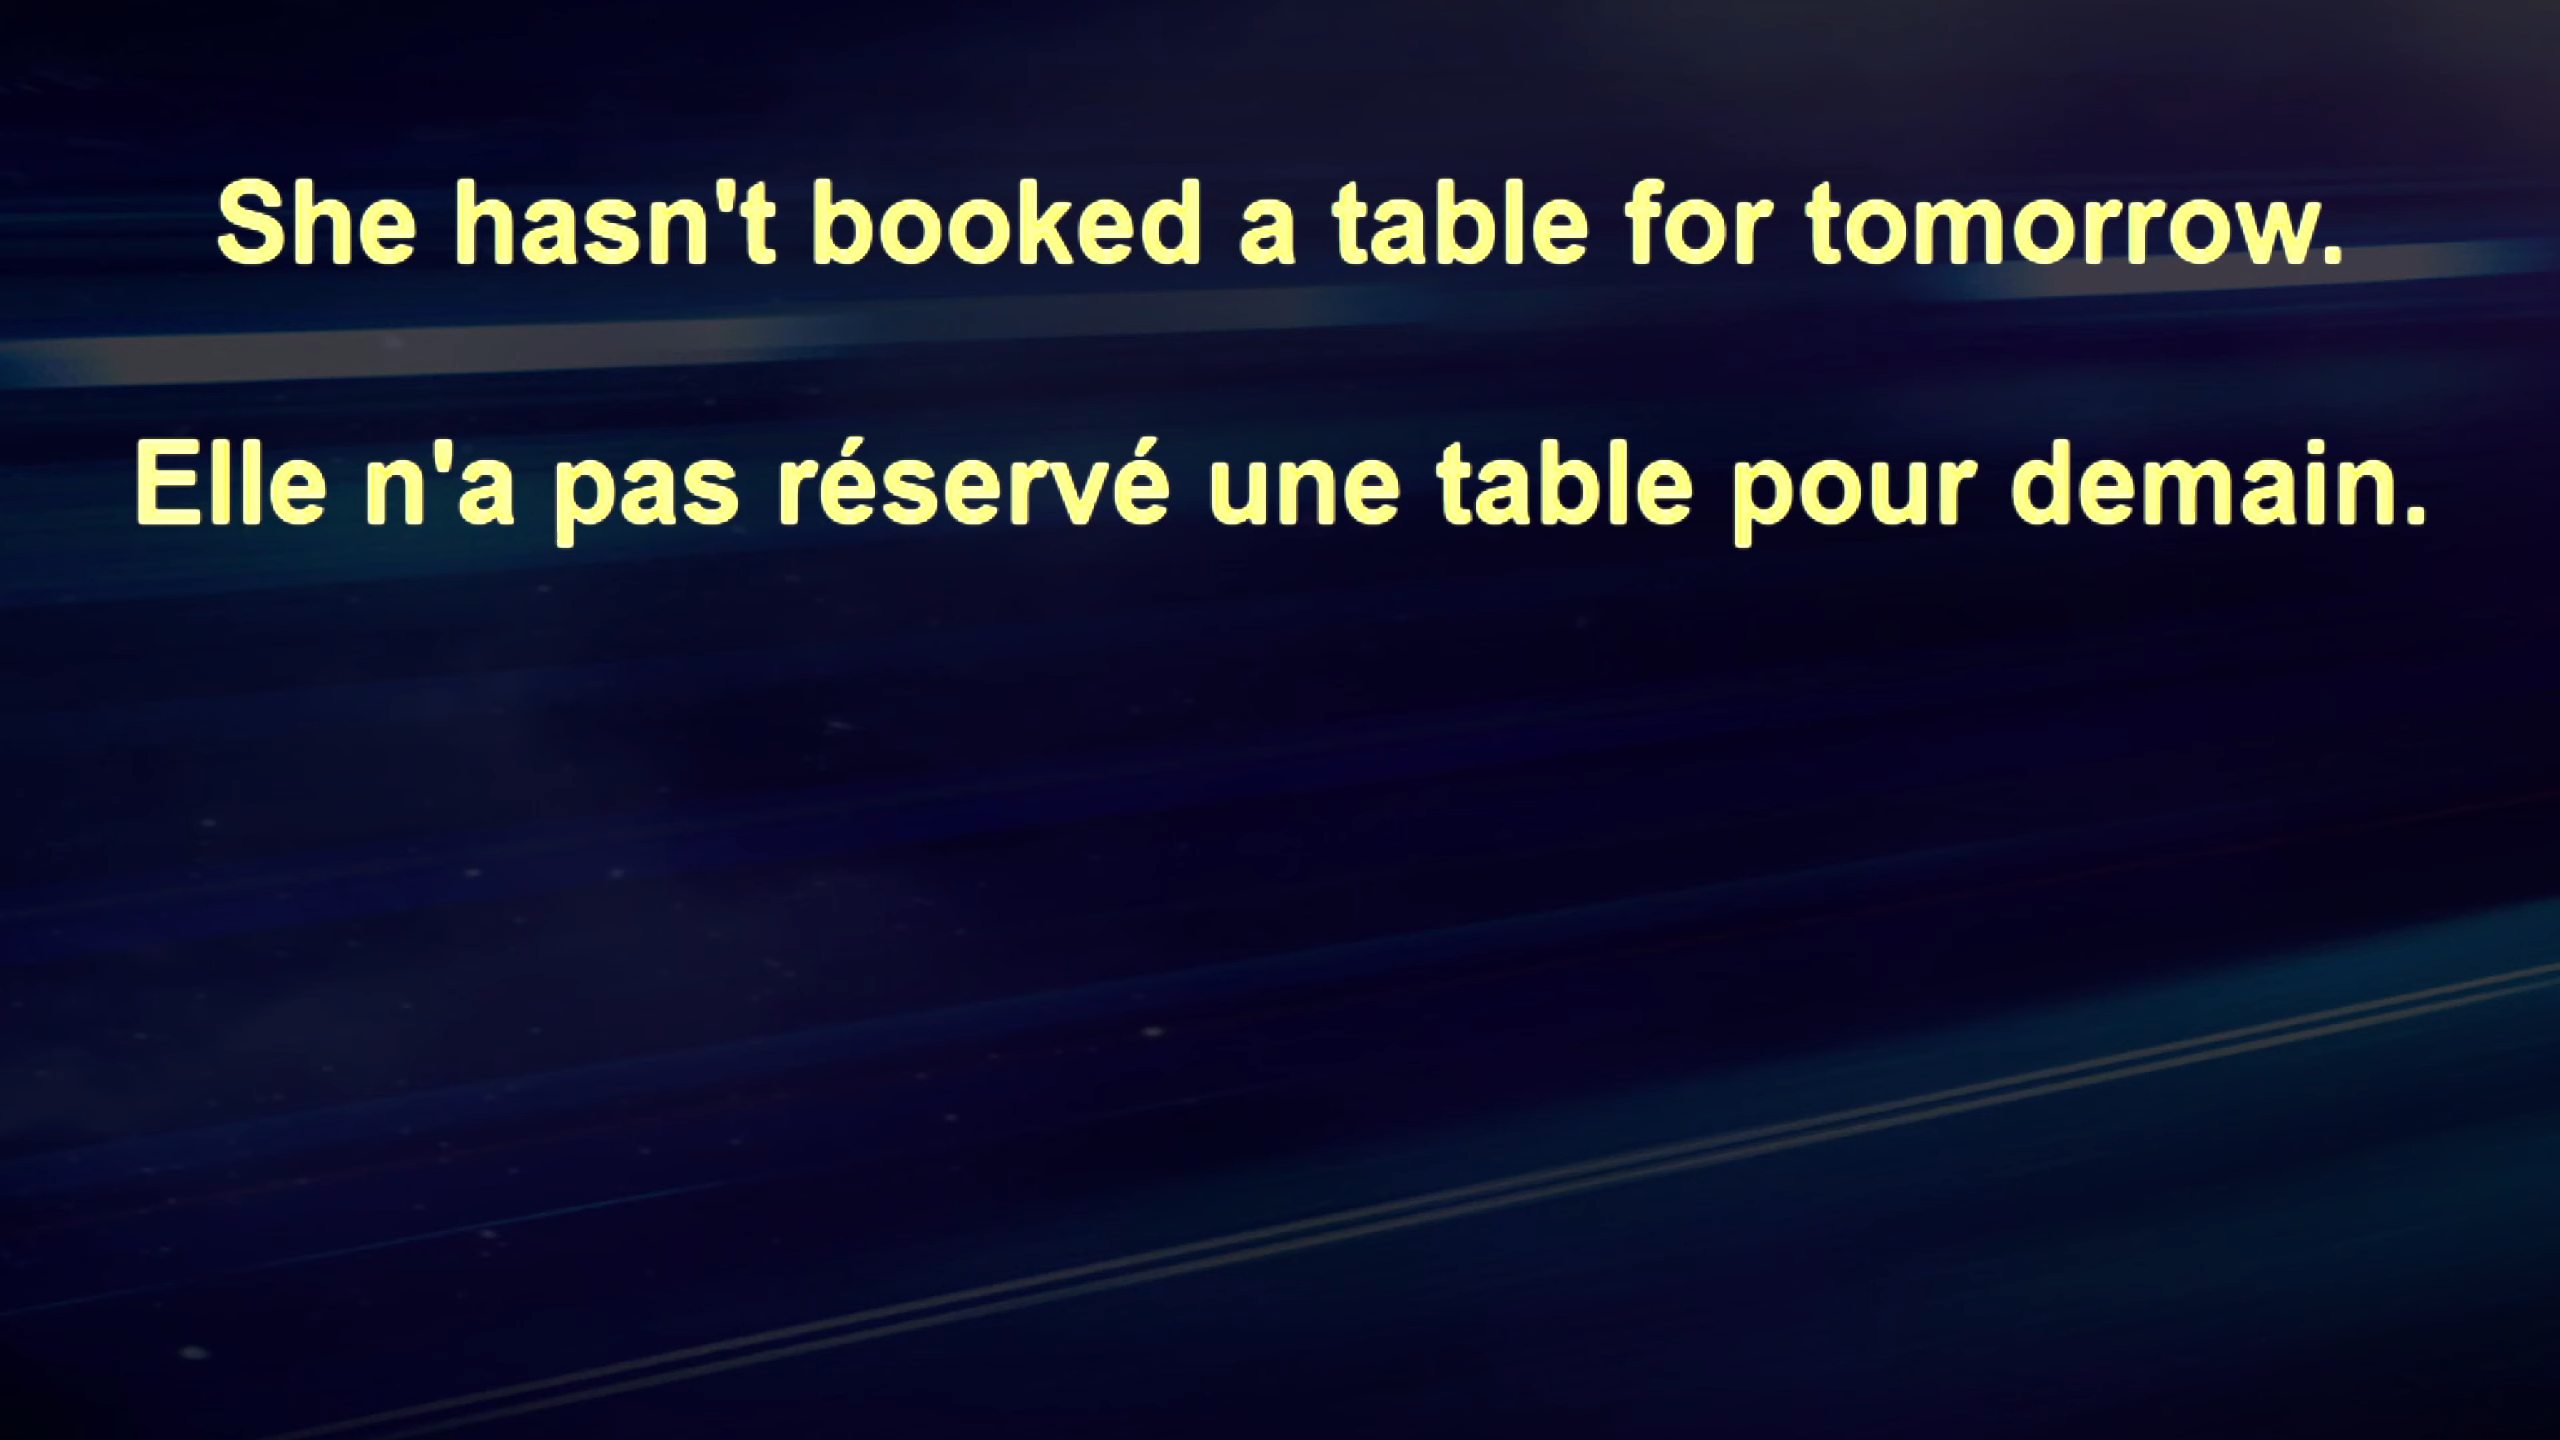 She hasn't booked a table for tomorrow.
Elle n'a pas réservé une table pour demain.